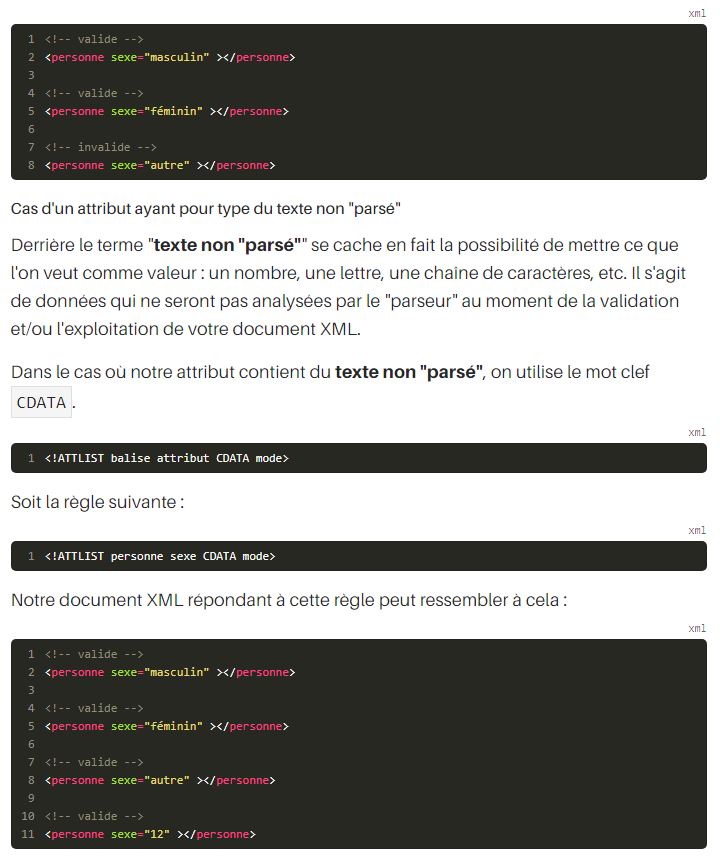 xml
1 <!-- valide -->
2 <personne sexe="masculin" ></personne>
3
4 <!-- valide -->
5 <personne sexe="féminin" ></personne>
6
7 <!-- invalide -->
8 <personne sexe="autre" ></personne>
Cas d'un attribut ayant pour type du texte non "parsé"
Derrière le terme "texte non "parsé"" se cache en fait la possibilité de mettre ce que
l'on veut comme valeur : un nombre, une lettre, une chaine de caractères, etc. Il s'agit
de données qui ne seront pas analysées par le "parseur" au moment de la validation
et/ou l'exploitation de votre document XML.
Dans le cas où notre attribut contient du texte non "parsé", on utilise le mot clef
CDATA.
xml
1 <!ATTLIST balise attribut CDATA mode>
Soit la règle suivante :
xml
1 <!ATTLIST personne sexe CDATA mode>
Notre document XML répondant à cette règle peut ressembler à cela :
xml
1 <!-- valide -->
2 <personne sexe="masculin" ></personne>
3
4 <!-- valide -->
5 <personne sexe="féminin" ></personne>
6
7 <!-- valide -->
8 <personne sexe="autre" ></personne>
9
10 <!-- valide -->
11 <personne sexe="12" ></personne>